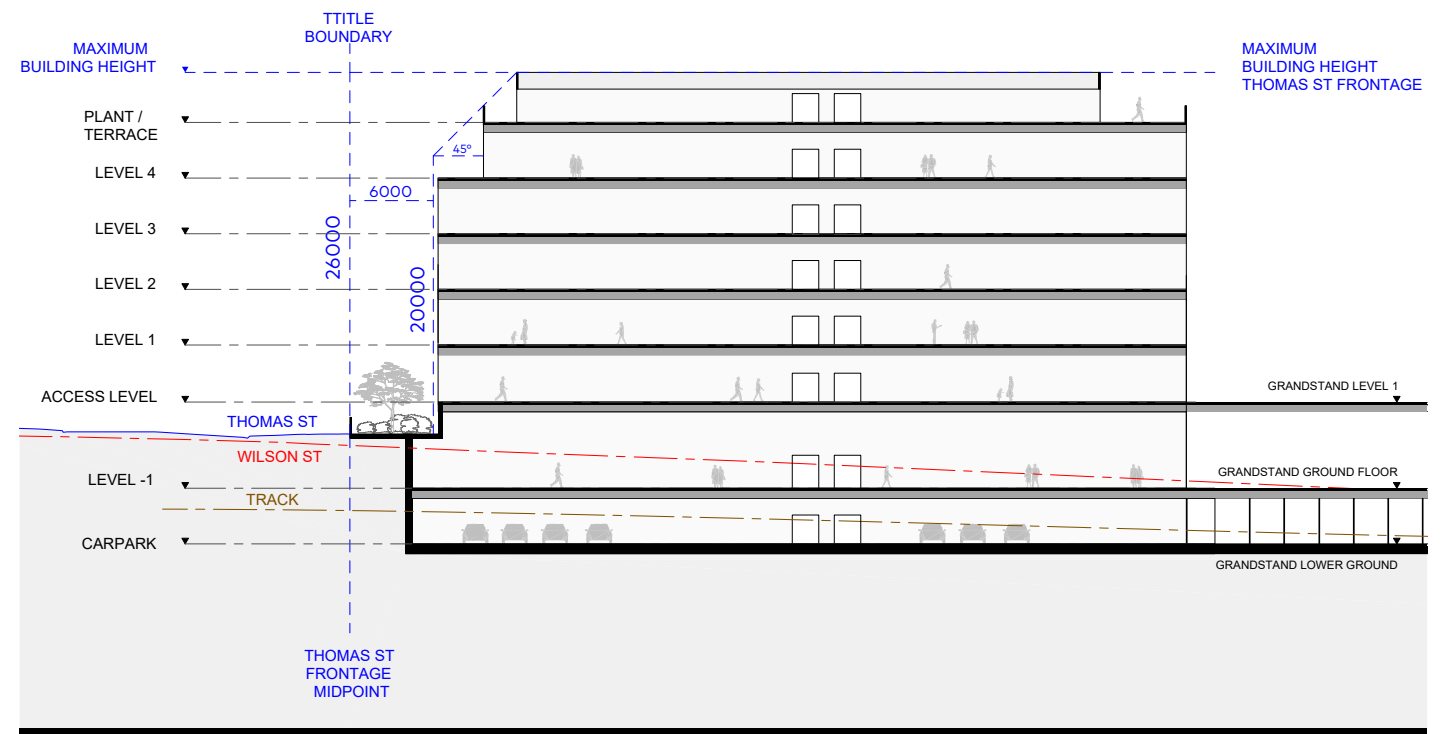 TTITLE
BOUNDARY
MAXIMUM
BUILDING HEIGHT
MAXIMUM
BUILDING HEIGHT
THOMAS ST FRONTAGE
PLANT /
TERRACE
45°
LEVEL 4
6000
LEVEL 3
26000
LEVEL 2
20000
LEVEL 1
ACCESS LEVEL
GRANDSTAND LEVEL 1
THOMAS ST
WILSON ST
LEVEL -1
GRANDSTAND GROUND FLOOR
TRACK
CARPARK
GRANDSTAND LOWER GROUND
THOMAS ST
FRONTAGE
MIDPOINT